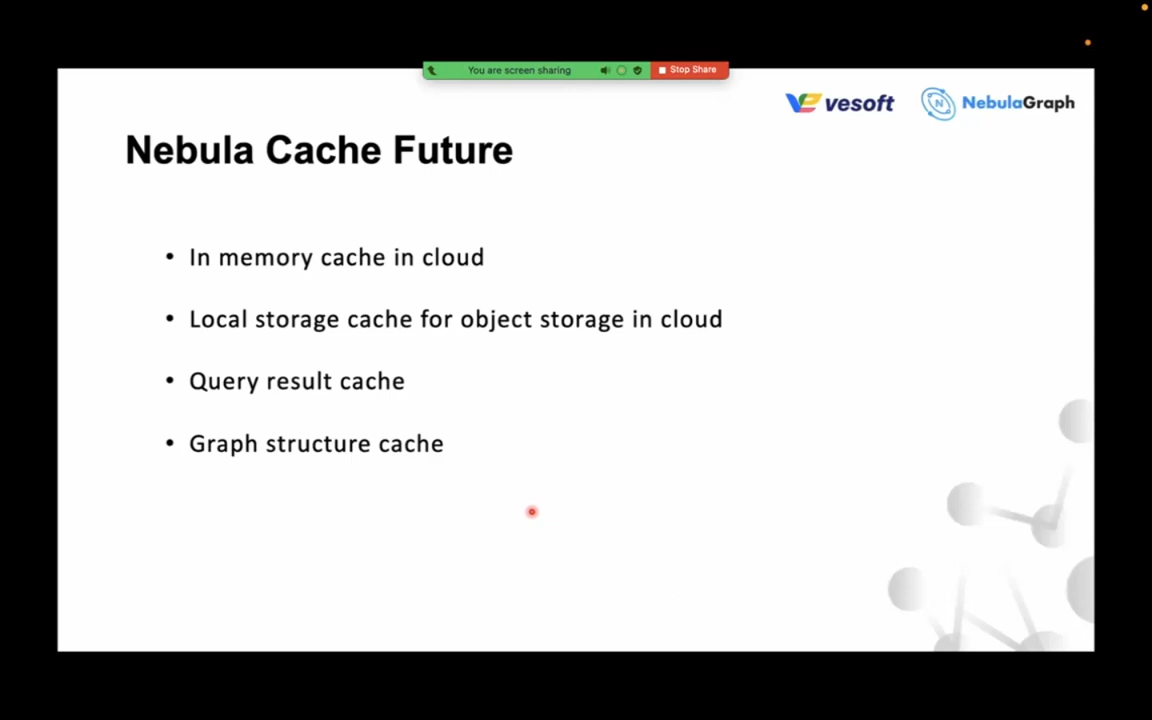 You are screen sharing
Stop Share
vesoft
NebulaGraph
Nebula Cache Future
• In memory cache in cloud
• Local storage cache for object storage in cloud
• Query result cache
• Graph structure cache